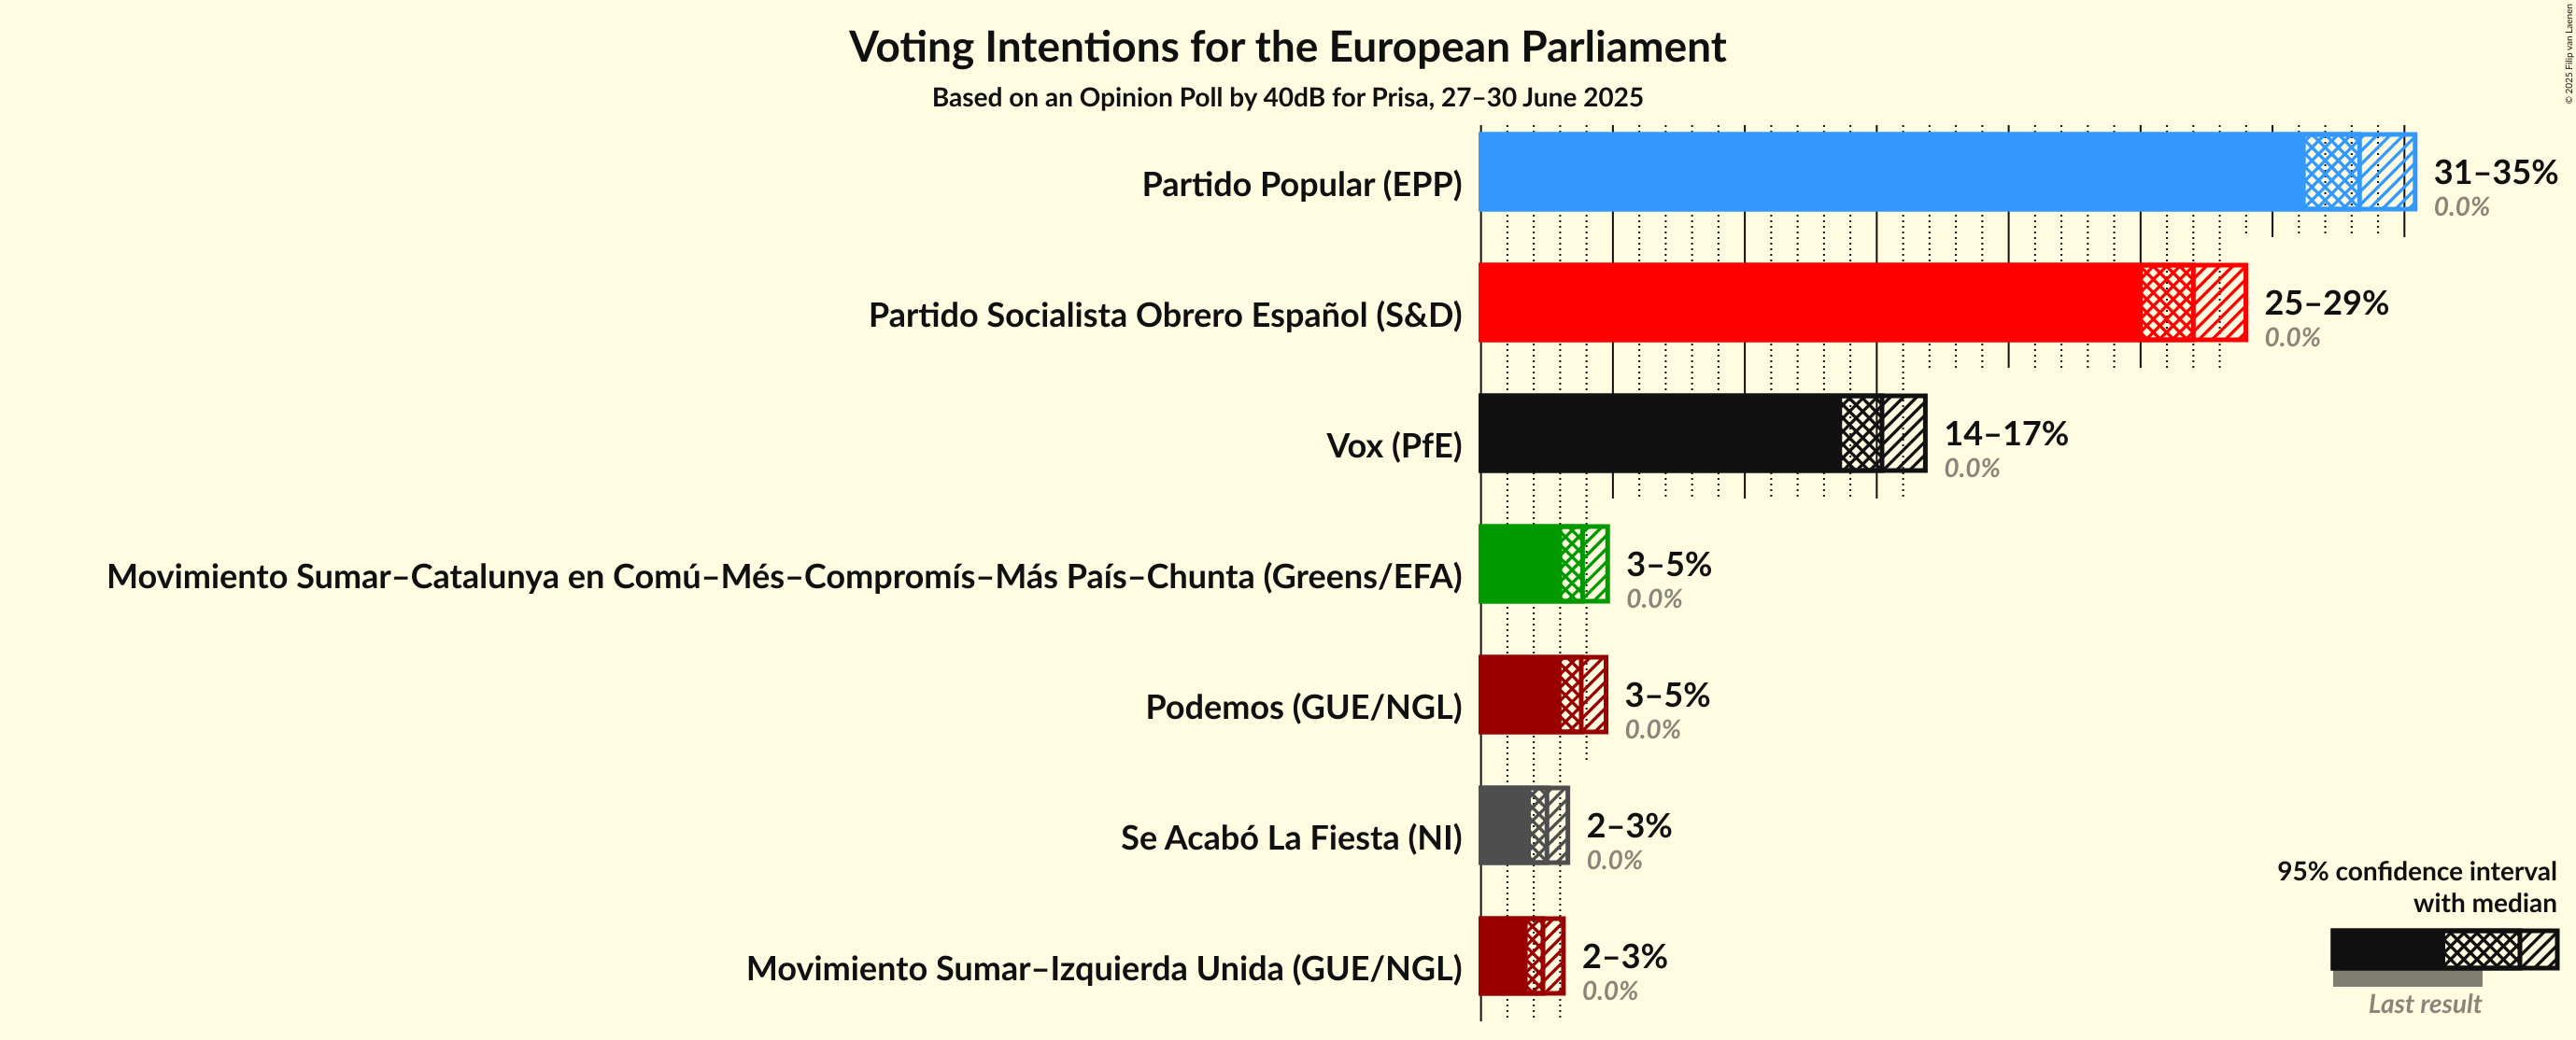 Voting Intentions for the European Parliament
Based on an Opinion Poll by 40dB for Prisa, 27–30 June 2025
© 2025 Filip van Laenen
Partido Popular (EPP)
31–35%
0.0%
Partido Socialista Obrero Español (S&D)
25–29%
0.0%
Vox (PfE)
14–17%
0.0%
Movimiento Sumar–Catalunya en Comú–Més–Compromís–Más País–Chunta (Greens/EFA)
3–5%
0.0%
Podemos (GUE/NGL)
3–5%
0.0%
Se Acabó La Fiesta (NI)
2–3%
0.0%
Movimiento Sumar–Izquierda Unida (GUE/NGL)
2–3%
0.0%
95% confidence interval
with median
Last result